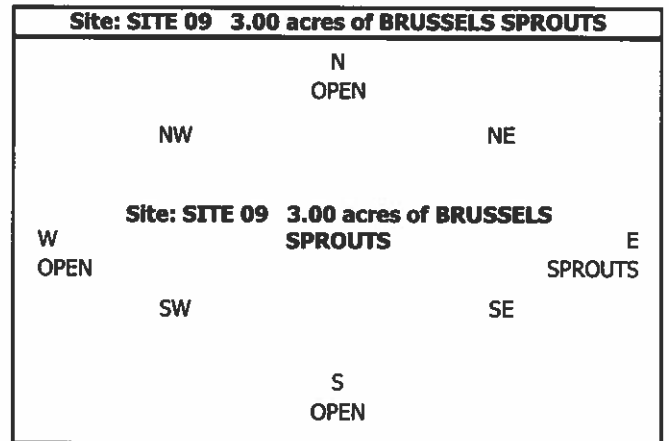 Site: SITE 09 3.00 acres of BRUSSELS SPROUTS
N
OPEN
NW NE
Site: SITE 09 3.00 acres of BRUSSELS
W SPROUTS E
OPEN SPROUTS
SW SE
S
OPEN